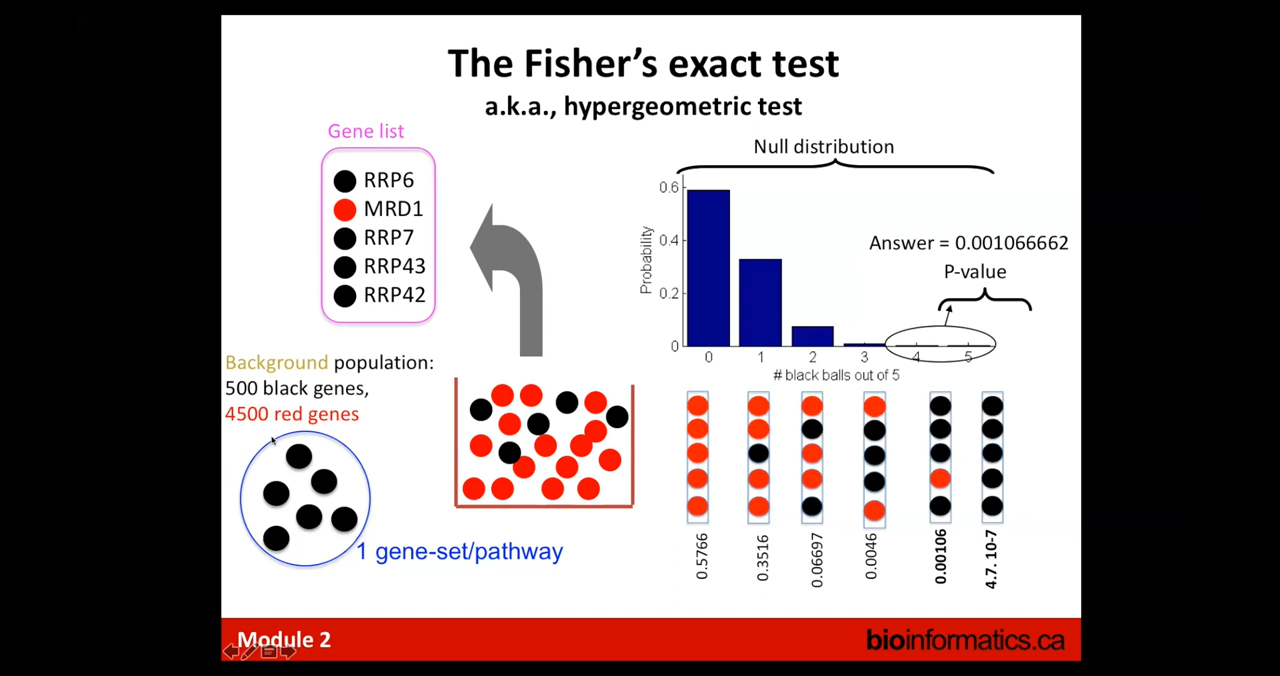 The Fisher's exact test
a.k.a., hypergeometric test
Gene list
RRP6
MRD1
RRP7
RRP43
RRP42
Background population:
500 black genes,
4500 red genes
1 gene-set/pathway
Null distribution
Probability
0.6
0.4
0.2
0
0 1 2 3 4 5
# black balls out of 5
Answer = 0.001066662
P-value
0.5766
0.3516
0.06697
0.0046
0.00106
4.7. 10-7
Module 2
bioinformatics.ca